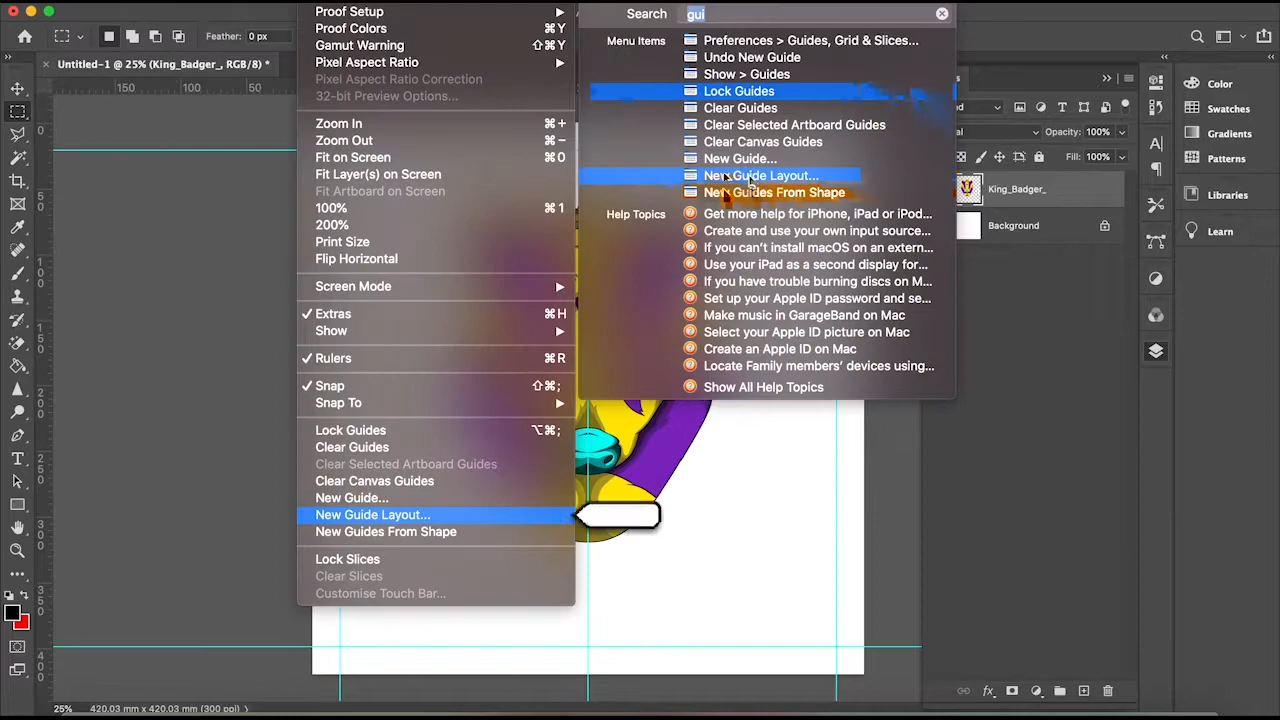 Feather: 0 px
Untitled-1 @ 25% (King_Badger_, RGB/8) *
150
100
50
0
50
100
150
200
250
300
350
400
Proof Setup
Proof Colors ⌘Y
Gamut Warning ⇧⌘Y
Pixel Aspect Ratio
Pixel Aspect Ratio Correction
32-bit Preview Options...
Zoom In ⌘+
Zoom Out ⌘−
Fit on Screen ⌘0
Fit Layer(s) on Screen
Fit Artboard on Screen
100% ⌘1
200%
Print Size
Flip Horizontal
Screen Mode
✓ Extras ⌘H
Show
✓ Rulers ⌘R
✓ Snap ⇧⌘;
Snap To
Lock Guides ⌥⌘;
Clear Guides
Clear Selected Artboard Guides
Clear Canvas Guides
New Guide...
New Guide Layout...
New Guides From Shape
Lock Slices
Clear Slices
Customise Touch Bar...
Search gui
Menu Items
Preferences > Guides, Grid & Slices...
Undo New Guide
Show > Guides
Lock Guides
Clear Guides
Clear Selected Artboard Guides
Clear Canvas Guides
New Guide...
New Guide Layout...
New Guides From Shape
Help Topics
Get more help for iPhone, iPad or iPod...
Create and use your own input source...
If you can't install macOS on an extern...
Use your iPad as a second display for...
If you have trouble burning discs on M...
Set up your Apple ID password and se...
Make music in GarageBand on Mac
Select your Apple ID picture on Mac
Create an Apple ID on Mac
Locate Family members' devices using...
Show All Help Topics
Opacity: 100%
Fill: 100%
King_Badger_
Background
Color
Swatches
Gradients
Patterns
Libraries
Learn
25% 420.03 mm x 420.03 mm (300 ppi)